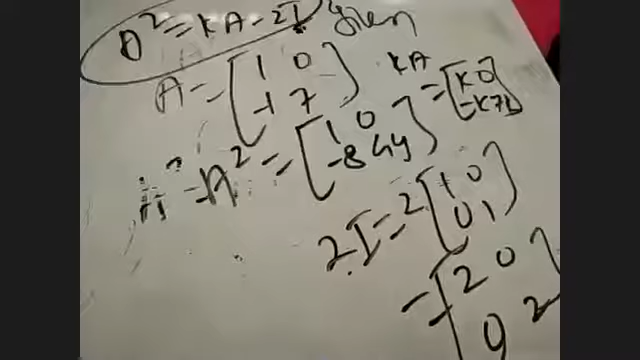 A² = KA - 2I given
A = [1 0
-1 7]
KA = [K 0
-K 7K]
A² = [1 0
-8 49]
2I = 2[1 0
0 1]
= [2 0
0 2]